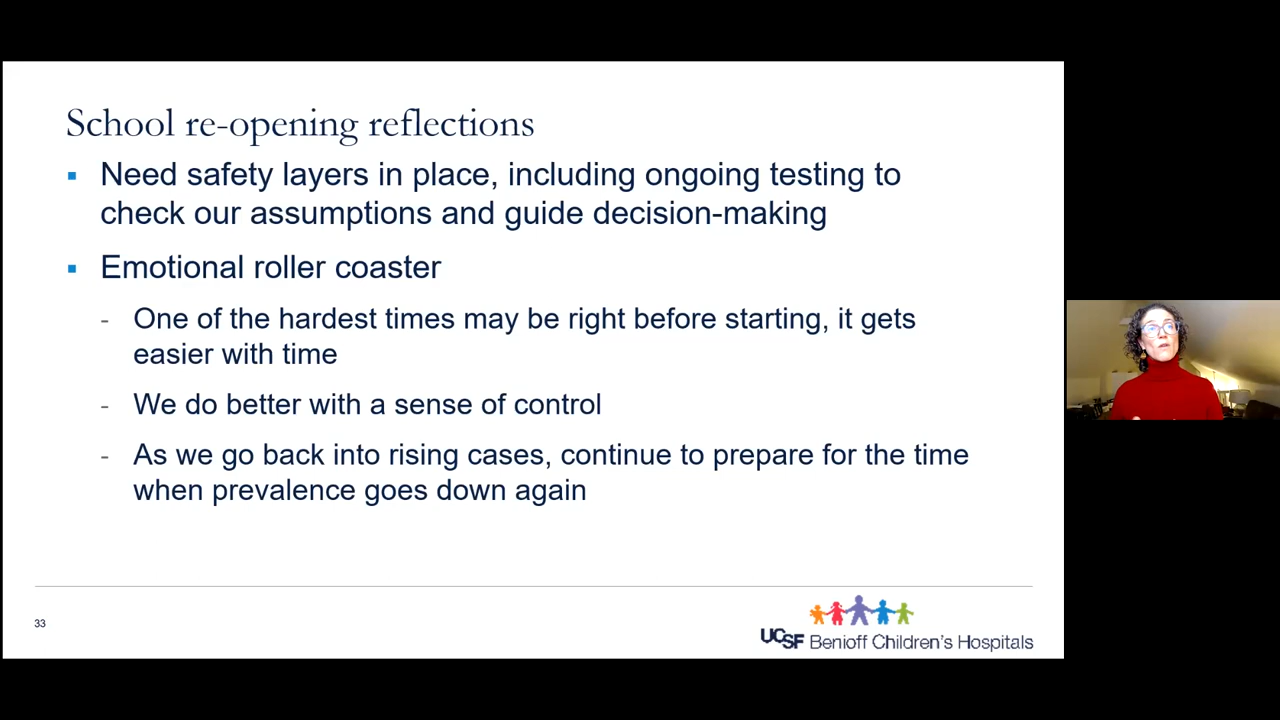 School re-opening reflections
▪ Need safety layers in place, including ongoing testing to
check our assumptions and guide decision-making
▪ Emotional roller coaster
- One of the hardest times may be right before starting, it gets
easier with time
- We do better with a sense of control
- As we go back into rising cases, continue to prepare for the time
when prevalence goes down again
33
UCSF Benioff Children's Hospitals